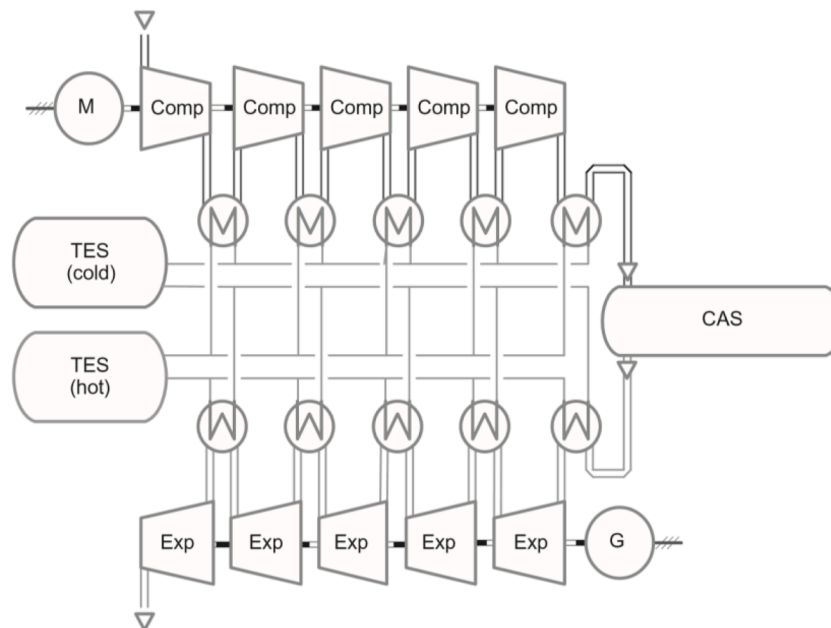 M
Comp
Comp
Comp
Comp
Comp
TES
(cold)
CAS
TES
(hot)
Exp
Exp
Exp
Exp
Exp
G